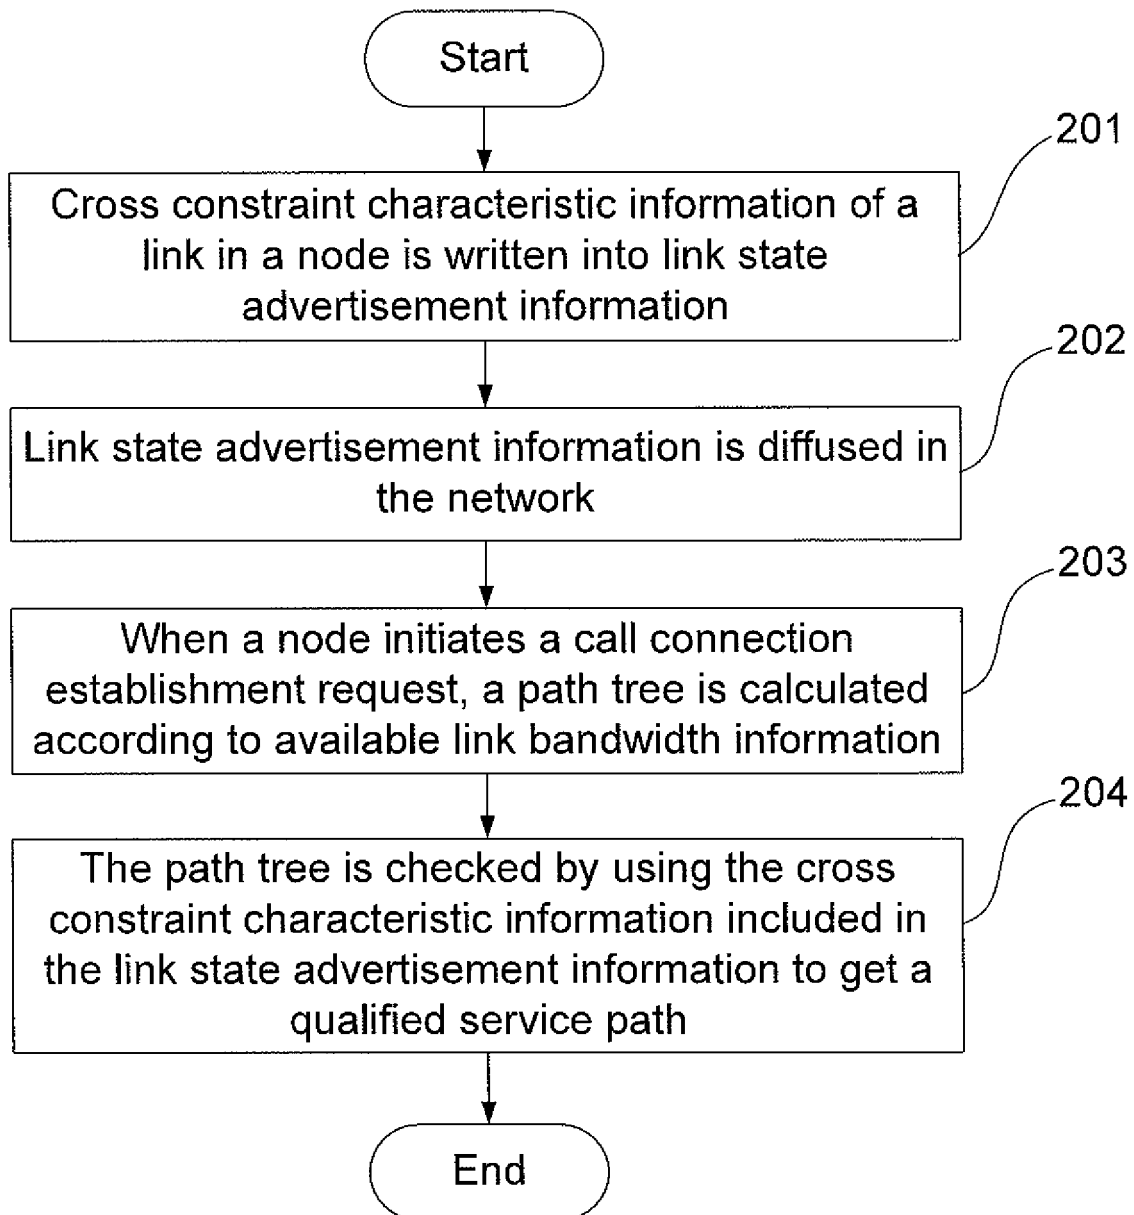 Start
201
Cross constraint characteristic information of a
link in a node is written into link state
advertisement information
202
Link state advertisement information is diffused in
the network
203
When a node initiates a call connection
establishment request, a path tree is calculated
according to available link bandwidth information
204
The path tree is checked by using the cross
constraint characteristic information included in
the link state advertisement information to get a
qualified service path
End